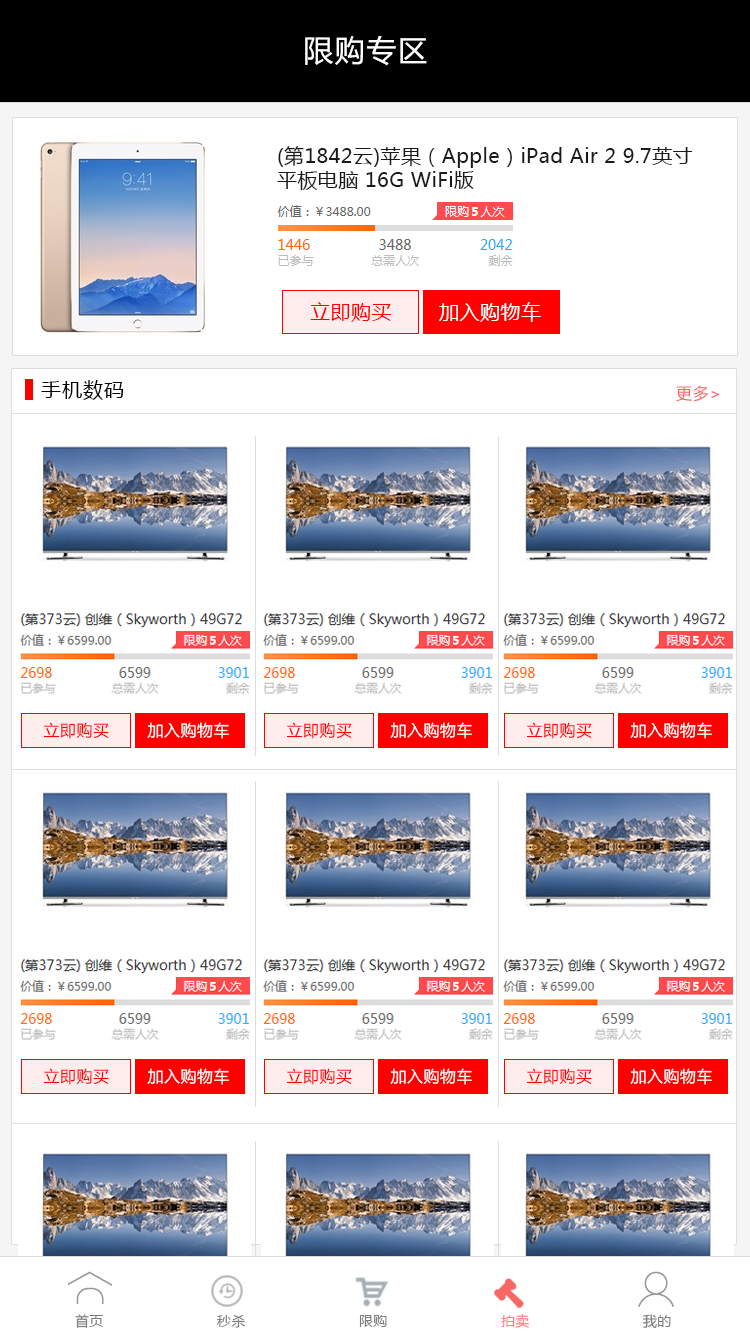 限购专区
9:41
(第1842云)苹果（Apple）iPad Air 2 9.7英寸
平板电脑 16G WiFi版
价值：￥3488.00 限购5人次
1446 3488 2042
已参与 总需人次 剩余
立即购买 加入购物车
手机数码 更多>
(第373云) 创维（Skyworth）49G72 (第373云) 创维（Skyworth）49G72 (第373云) 创维（Skyworth）49G72
价值：￥6599.00 限购5人次 价值：￥6599.00 限购5人次 价值：￥6599.00 限购5人次
2698 6599 3901 2698 6599 3901 2698 6599 3901
已参与 总需人次 剩余 已参与 总需人次 剩余 已参与 总需人次 剩余
立即购买 加入购物车 立即购买 加入购物车 立即购买 加入购物车
(第373云) 创维（Skyworth）49G72 (第373云) 创维（Skyworth）49G72 (第373云) 创维（Skyworth）49G72
价值：￥6599.00 限购5人次 价值：￥6599.00 限购5人次 价值：￥6599.00 限购5人次
2698 6599 3901 2698 6599 3901 2698 6599 3901
已参与 总需人次 剩余 已参与 总需人次 剩余 已参与 总需人次 剩余
立即购买 加入购物车 立即购买 加入购物车 立即购买 加入购物车
首页 秒杀 限购 拍卖 我的